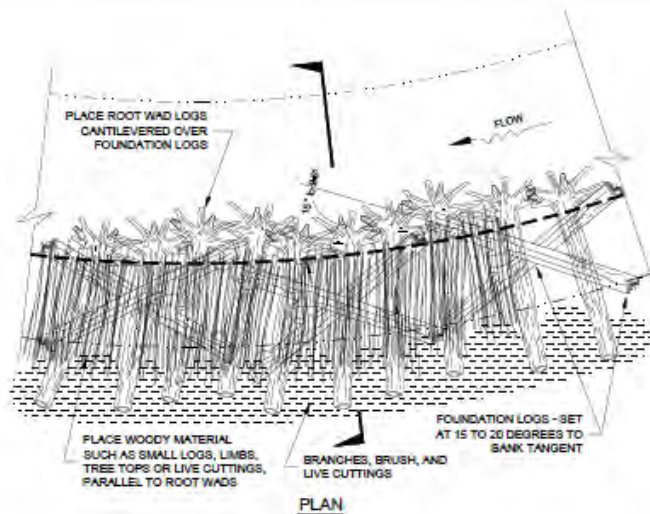 PLACE ROOT WAD LOGS
CANTILEVERED OVER
FOUNDATION LOGS
FLOW
FOUNDATION LOGS - SET
AT 15 TO 20 DEGREES TO
BANK TANGENT
PLACE WOODY MATERIAL
SUCH AS SMALL LOGS, LIMBS,
TREE TOPS OR LIVE CUTTINGS,
PARALLEL TO ROOT WADS
BRANCHES, BRUSH, AND
LIVE CUTTINGS
PLAN